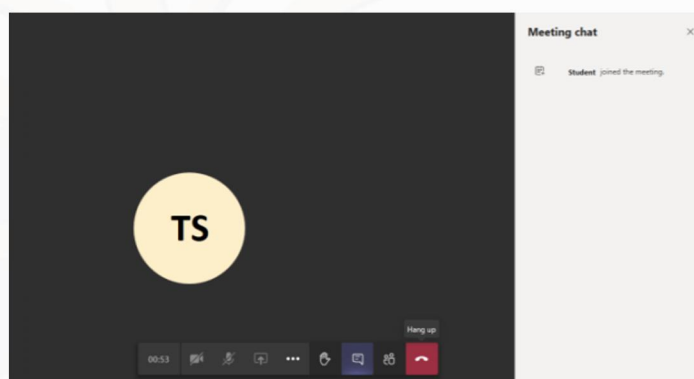 Meeting chat
Student joined the meeting.
TS
Hang up
00:53